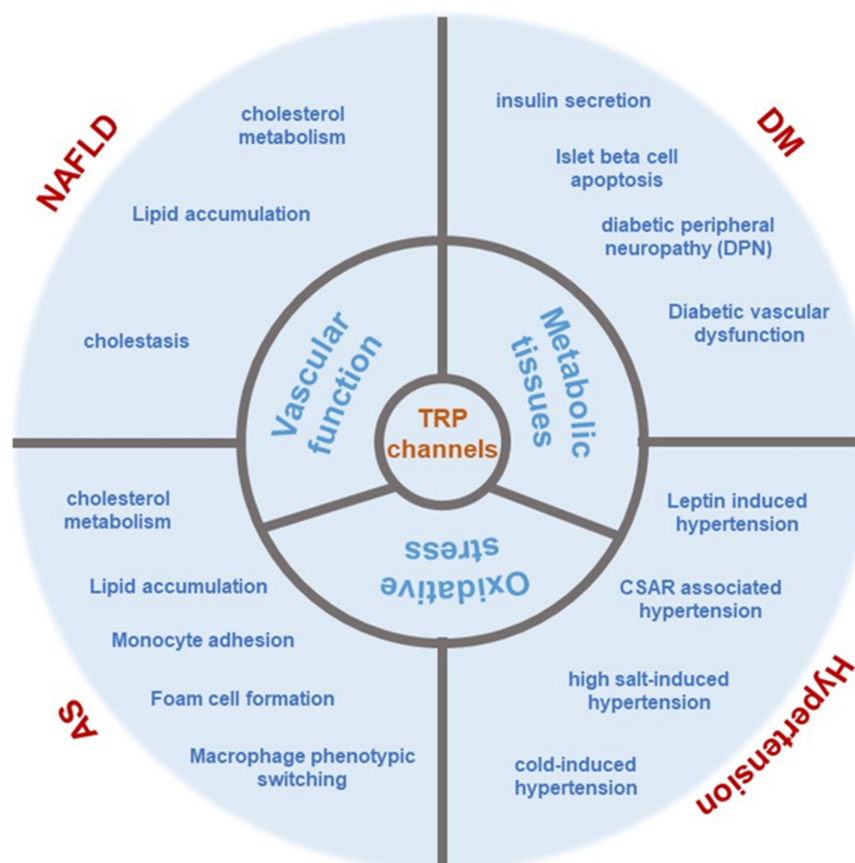 NAFLD
cholesterol
metabolism
Lipid accumulation
cholestasis
DM
insulin secretion
Islet beta cell
apoptosis
diabetic peripheral
neuropathy (DPN)
Diabetic vascular
dysfunction
Vascular
function
Metabolic
tissues
TRP
channels
Oxidative
stress
AS
cholesterol
metabolism
Lipid accumulation
Monocyte adhesion
Foam cell formation
Macrophage phenotypic
switching
Hypertension
Leptin induced
hypertension
CSAR associated
hypertension
high salt-induced
hypertension
cold-induced
hypertension